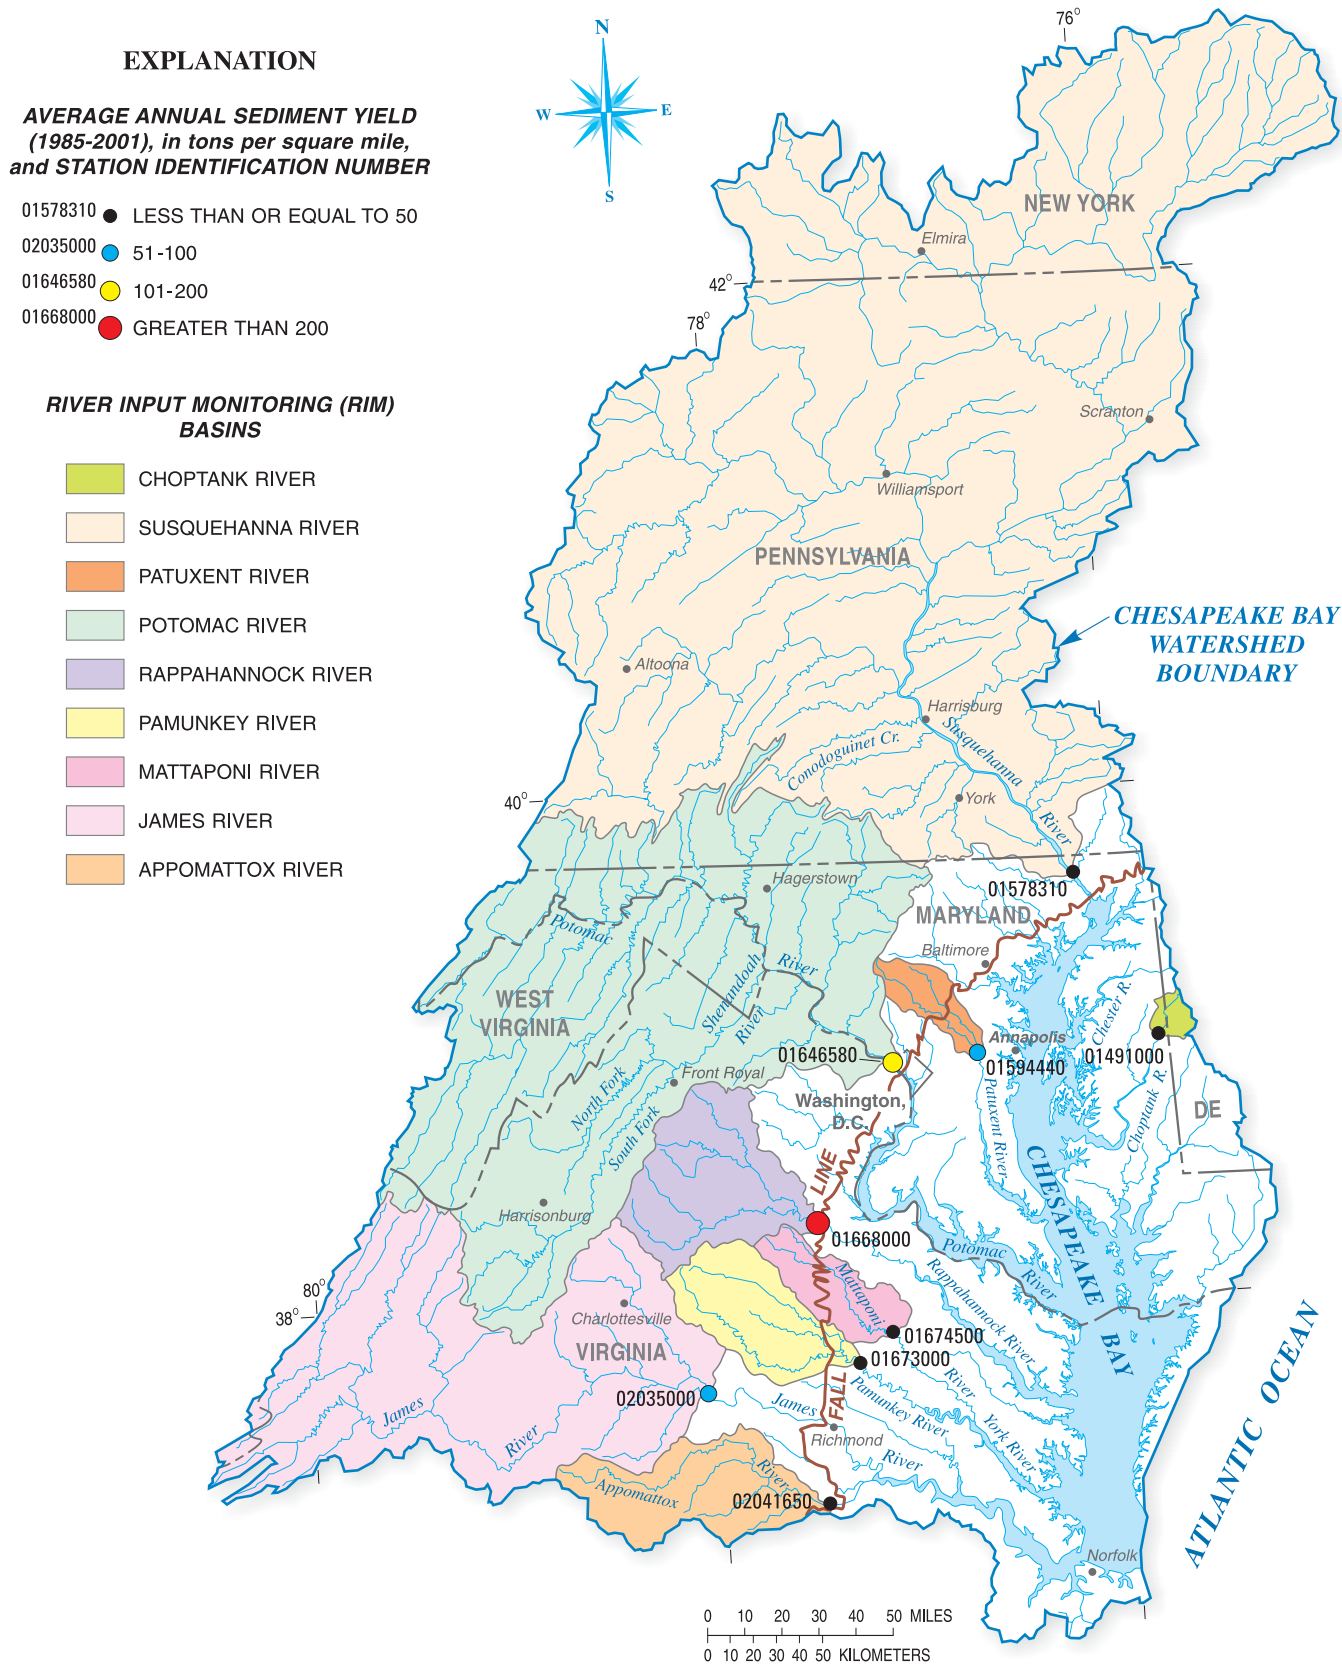 EXPLANATION
AVERAGE ANNUAL SEDIMENT YIELD
(1985-2001), in tons per square mile,
and STATION IDENTIFICATION NUMBER
01578310 LESS THAN OR EQUAL TO 50
02035000 51-100
01646580 101-200
01668000 GREATER THAN 200
RIVER INPUT MONITORING (RIM)
BASINS
CHOPTANK RIVER
SUSQUEHANNA RIVER
PATUXENT RIVER
POTOMAC RIVER
RAPPAHANNOCK RIVER
PAMUNKEY RIVER
MATTAPONI RIVER
JAMES RIVER
APPOMATTOX RIVER
N
W
E
S
76°
NEW YORK
Elmira
42°
78°
Scranton
Williamsport
PENNSYLVANIA
CHESAPEAKE BAY
WATERSHED
BOUNDARY
Altoona
Harrisburg
Susquehanna
River
Conodoguinet Cr.
York
40°
01578310
Hagerstown
MARYLAND
Baltimore
Potomac
River
WEST
VIRGINIA
Shenandoah
River
Chester R.
Annapolis
01491000
01594440
01646580
Front Royal
North Fork
South Fork
Washington,
D.C.
Patuxent River
Choptank R.
DE
CHESAPEAKE
BAY
LINE
FALL
Harrisonburg
01668000
Potomac
River
Rappahannock River
Mattaponi
River
80°
38°
Charlottesville
VIRGINIA
01674500
01673000
02035000
James
River
James
River
Pamunkey River
York River
Richmond
Appomattox
River
02041650
ATLANTIC OCEAN
Norfolk
0 10 20 30 40 50 MILES
0 10 20 30 40 50 KILOMETERS